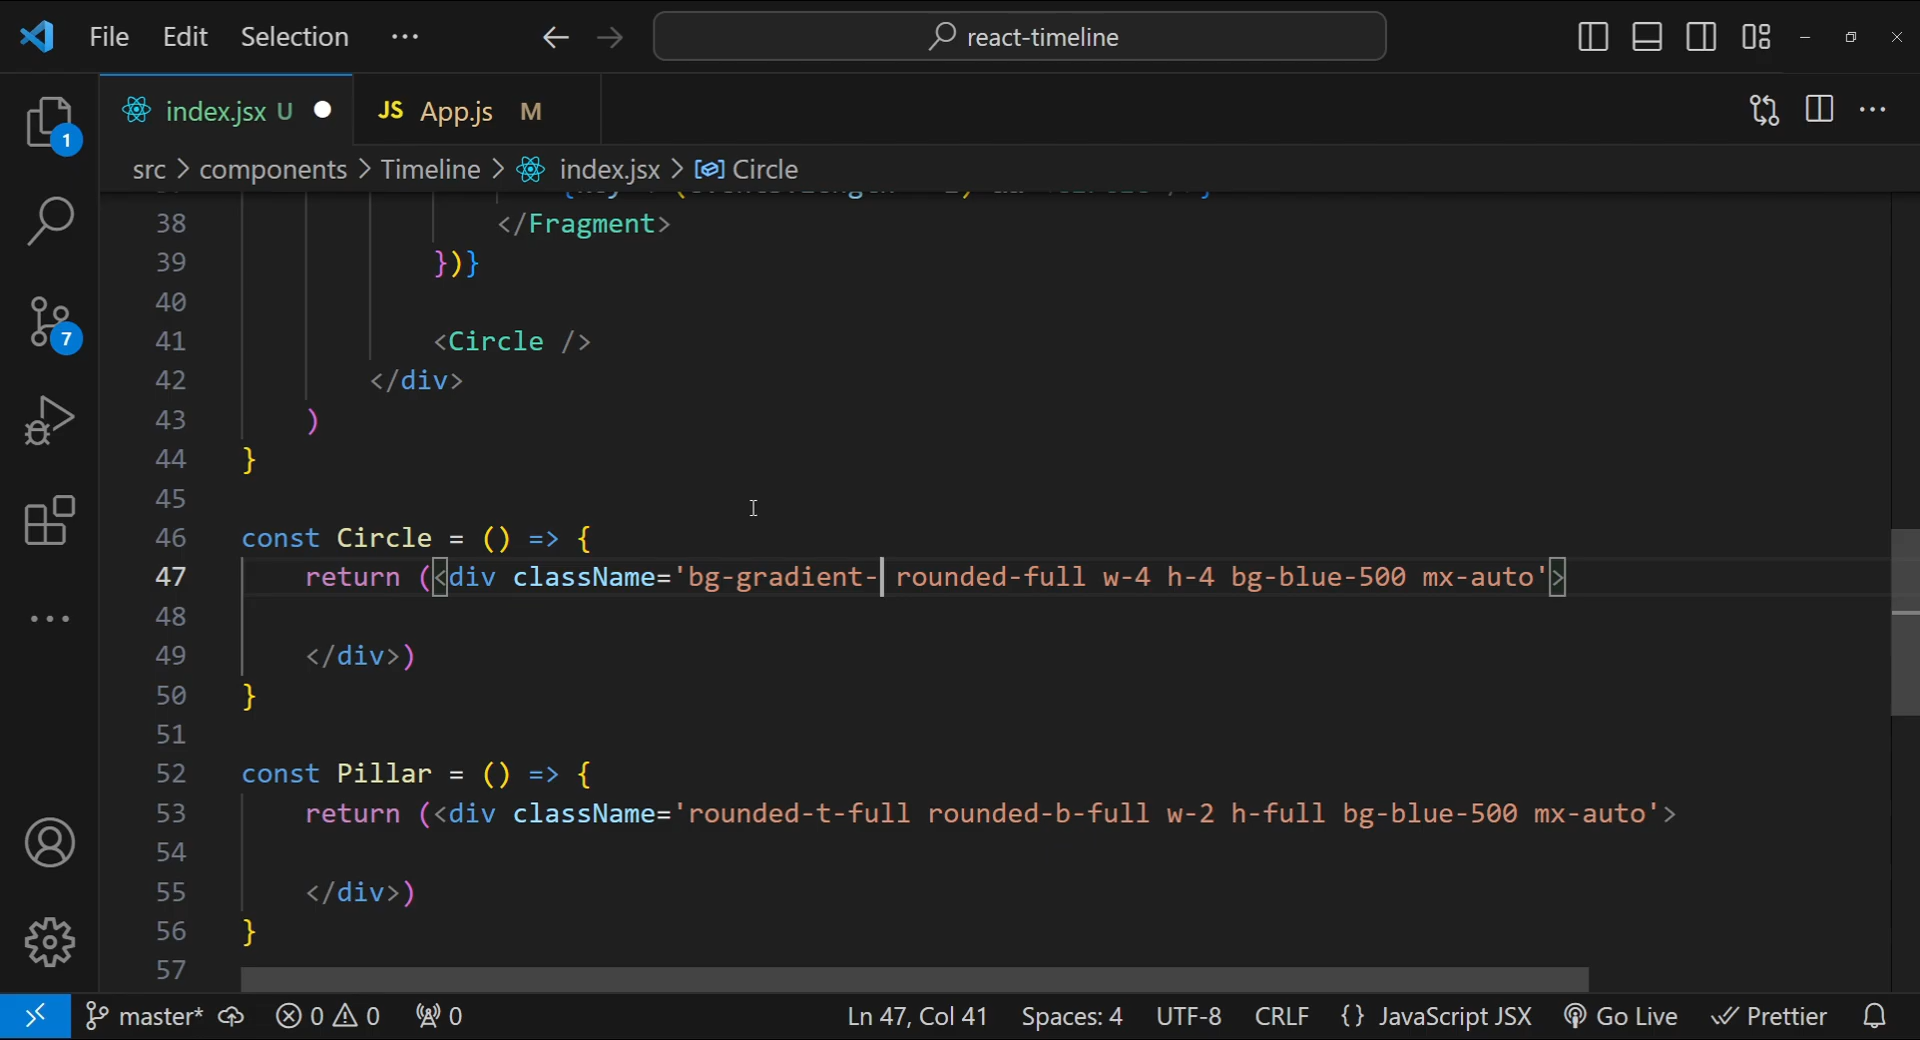 File Edit Selection ··· react-timeline
index.jsx U JS App.js M
src > components > Timeline > index.jsx > Circle
38 </Fragment>
39 })}
40
41 <Circle />
42 </div>
43 )
44 }
45
46 const Circle = () => {
47 return (<div className='bg-gradient- rounded-full w-4 h-4 bg-blue-500 mx-auto'>
48
49 </div>)
50 }
51
52 const Pillar = () => {
53 return (<div className='rounded-t-full rounded-b-full w-2 h-full bg-blue-500 mx-auto'>
54
55 </div>)
56 }
57
1
7
master* 0 0 0 Ln 47, Col 41 Spaces: 4 UTF-8 CRLF {} JavaScript JSX Go Live Prettier